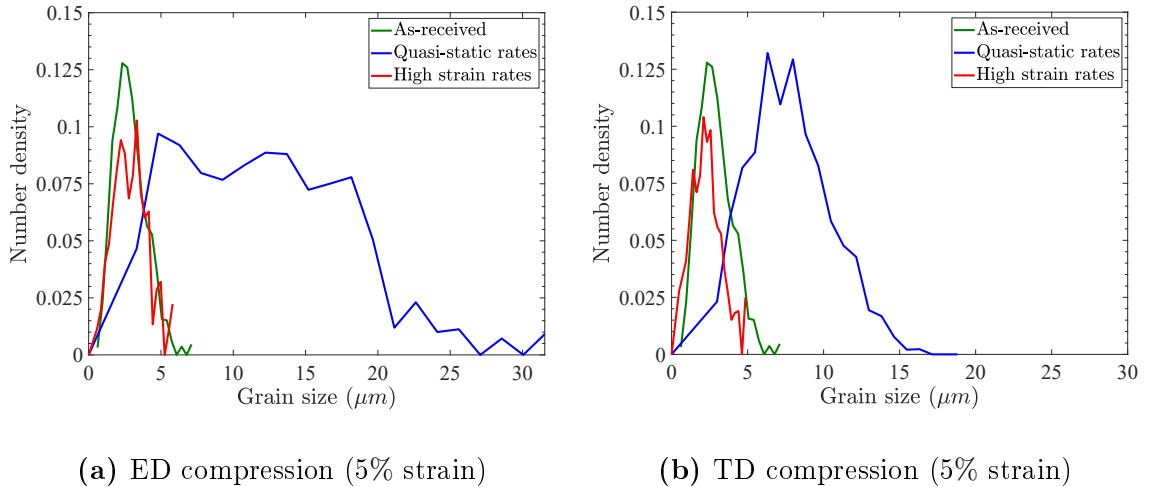 0.15
0.125
0.1
0.075
0.05
0.025
0
Number density
As-received
Quasi-static rates
High strain rates
0 5 10 15 20 25 30
Grain size (μm)
(a) ED compression (5% strain)
0.15
0.125
0.1
0.075
0.05
0.025
0
Number density
As-received
Quasi-static rates
High strain rates
0 5 10 15 20 25 30
Grain size (μm)
(b) TD compression (5% strain)